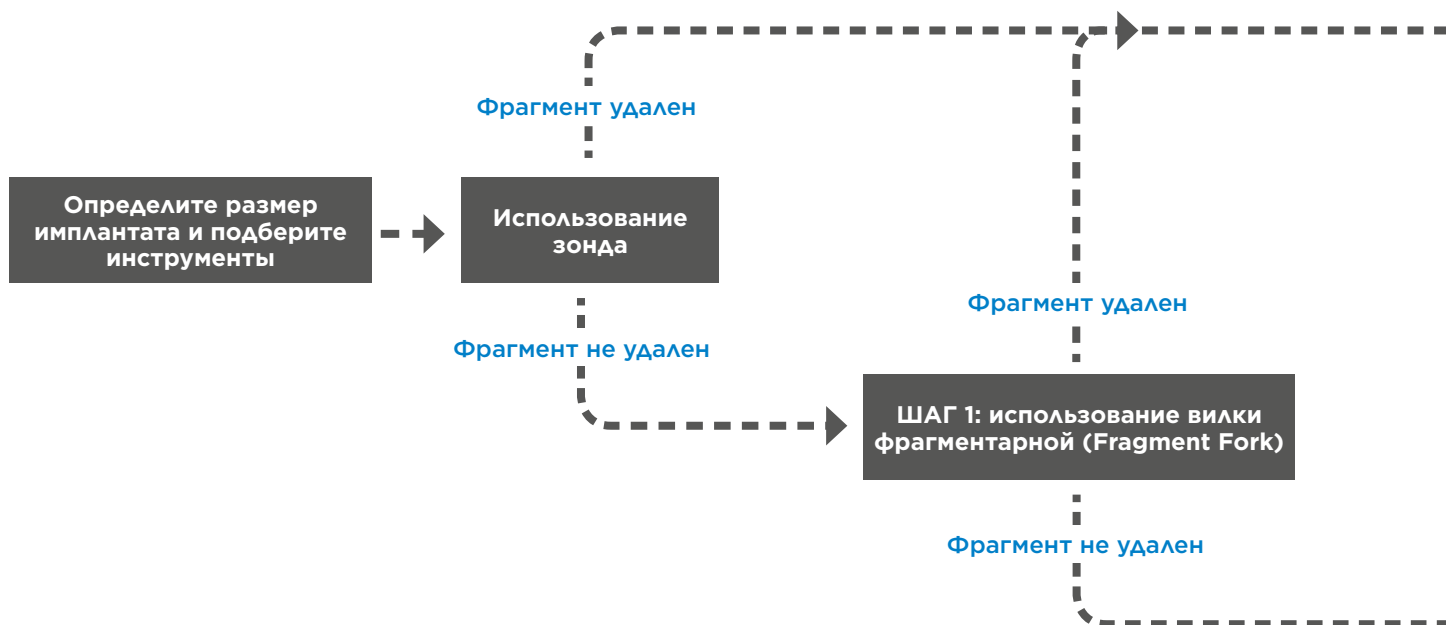 Фрагмент удален
Определите размер
имплантата и подберите
инструменты
Использование
зонда
Фрагмент удален
Фрагмент не удален
ШАГ 1: использование вилки
фрагментарной (Fragment Fork)
Фрагмент не удален